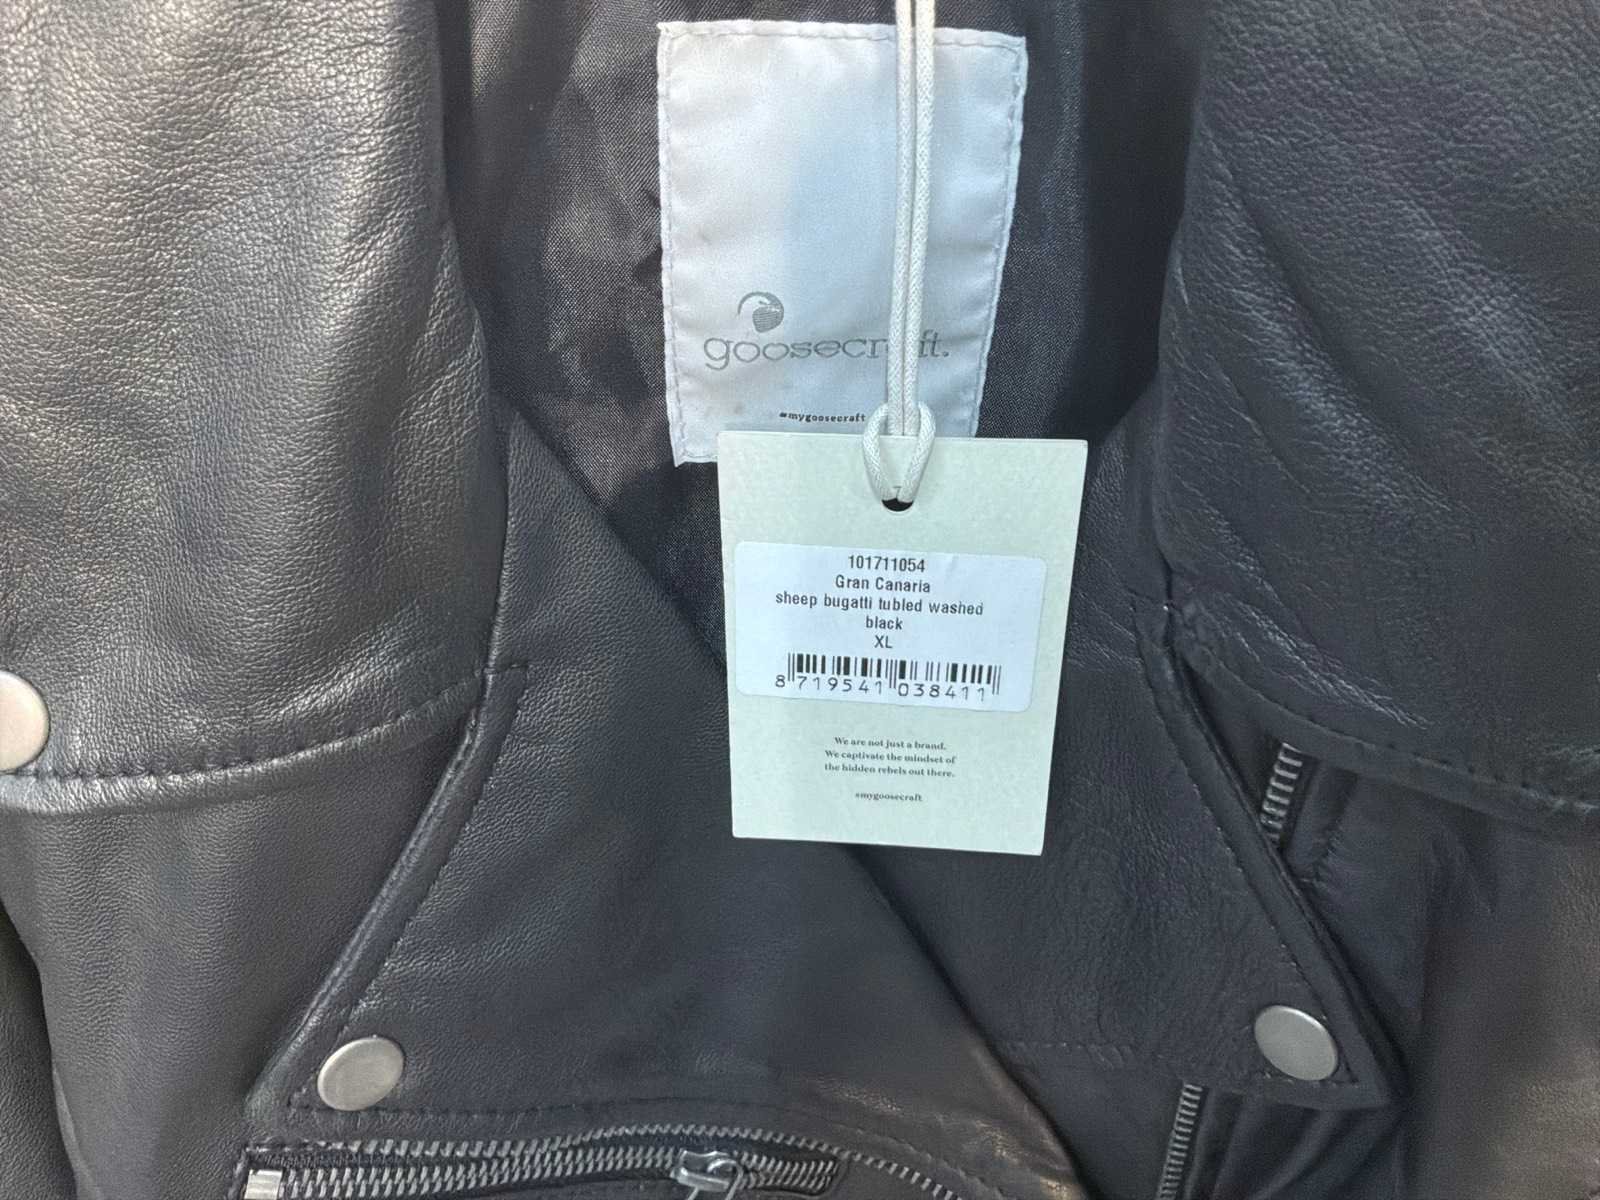 goosecraft.
#mygoosecraft
101711054
Gran Canaria
sheep bugatti tubled washed
black
XL
8 719541 038411
We are not just a brand.
We captivate the mindset of
the hidden rebels out there.
#mygoosecraft